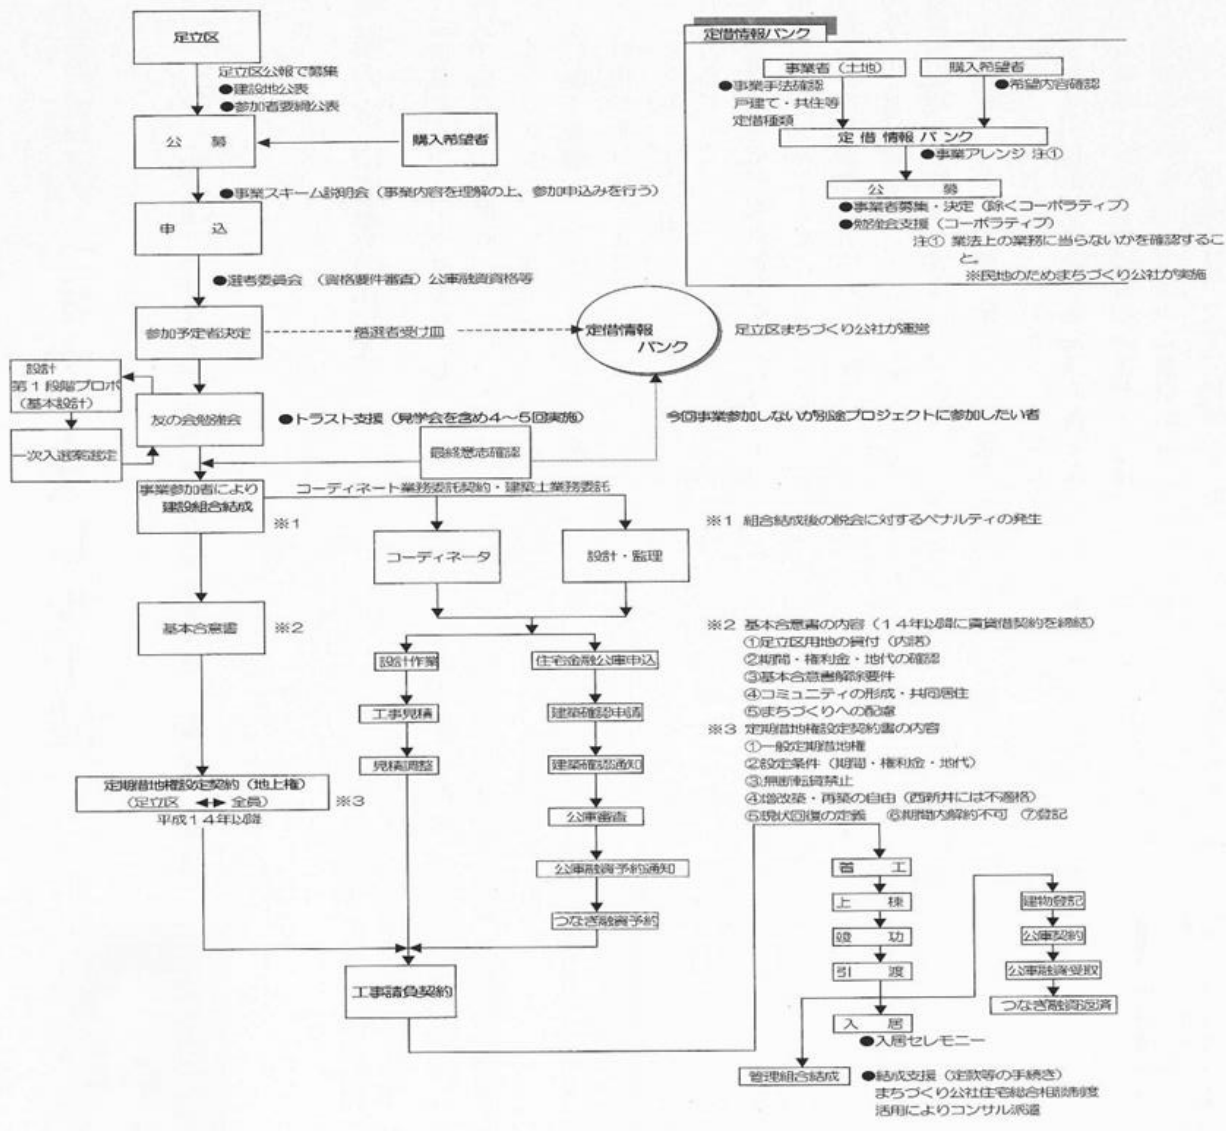 足立区
足立区公報で募集
●建設地公表
●参加者要綱公表
公 募
購入希望者
●事業スキーム説明会（事業内容を理解の上、参加申込みを行う）
申 込
●選考委員会 （資格要件審査）公庫融資資格等
参加予定者決定
落選者受け皿
定借情報
バンク
足立区まちづくり公社が運営
設計
第1段階プロポ
（基本設計）
一次入選案選定
友の会勉強会
●トラスト支援（見学会を含め4～5回実施）
今回事業参加しないが別途プロジェクトに参加したい者
最終意志確認
事業参加者により
建設組合結成
※1
コーディネート業務委託契約・建築士業務委託
コーディネータ
設計・監理
※1 組合結成後の脱会に対するペナルティの発生
基本合意書
※2
設計作業
工事見積
見積調整
住宅金融公庫申込
建築確認申請
建築確認通知
公庫審査
公庫融資予約通知
つなぎ融資予約
※2 基本合意書の内容（14年以降に賃貸借契約を締結）
①足立区用地の貸付（内諾）
②期間・権利金・地代の確認
③基本合意書解除要件
④コミュニティの形成・共同居住
⑤まちづくりへの配慮
※3 定期借地権設定契約書の内容
①一般定期借地権
②設定条件（期間・権利金・地代）
③無断転貸禁止
④増改築・再築の自由（西新井には不適格）
⑤現状回復の定義 ⑥期間内解約不可 ⑦登記
定期借地権設定契約（地上権）
（足立区 ◀▶ 全員）
※3
平成14年以降
工事請負契約
着 工
上 棟
竣 功
引 渡
入 居
●入居セレモニー
建物登記
公庫契約
公庫融資受取
つなぎ融資返済
管理組合結成
●結成支援（定款等の手続き）
まちづくり公社住宅総合相談制度
活用によりコンサル派遣
定借情報バンク
事業者（土地）
購入希望者
●事業手法確認
戸建て・共住等
定借種類
●希望内容確認
定借情報バンク
●事業アレンジ 注①
公 募
●事業者募集・決定（除くコーポラティブ）
●勉強会支援（コーポラティブ）
注① 業法上の業務に当らないかを確認するこ
と。
※民地のためまちづくり公社が実施